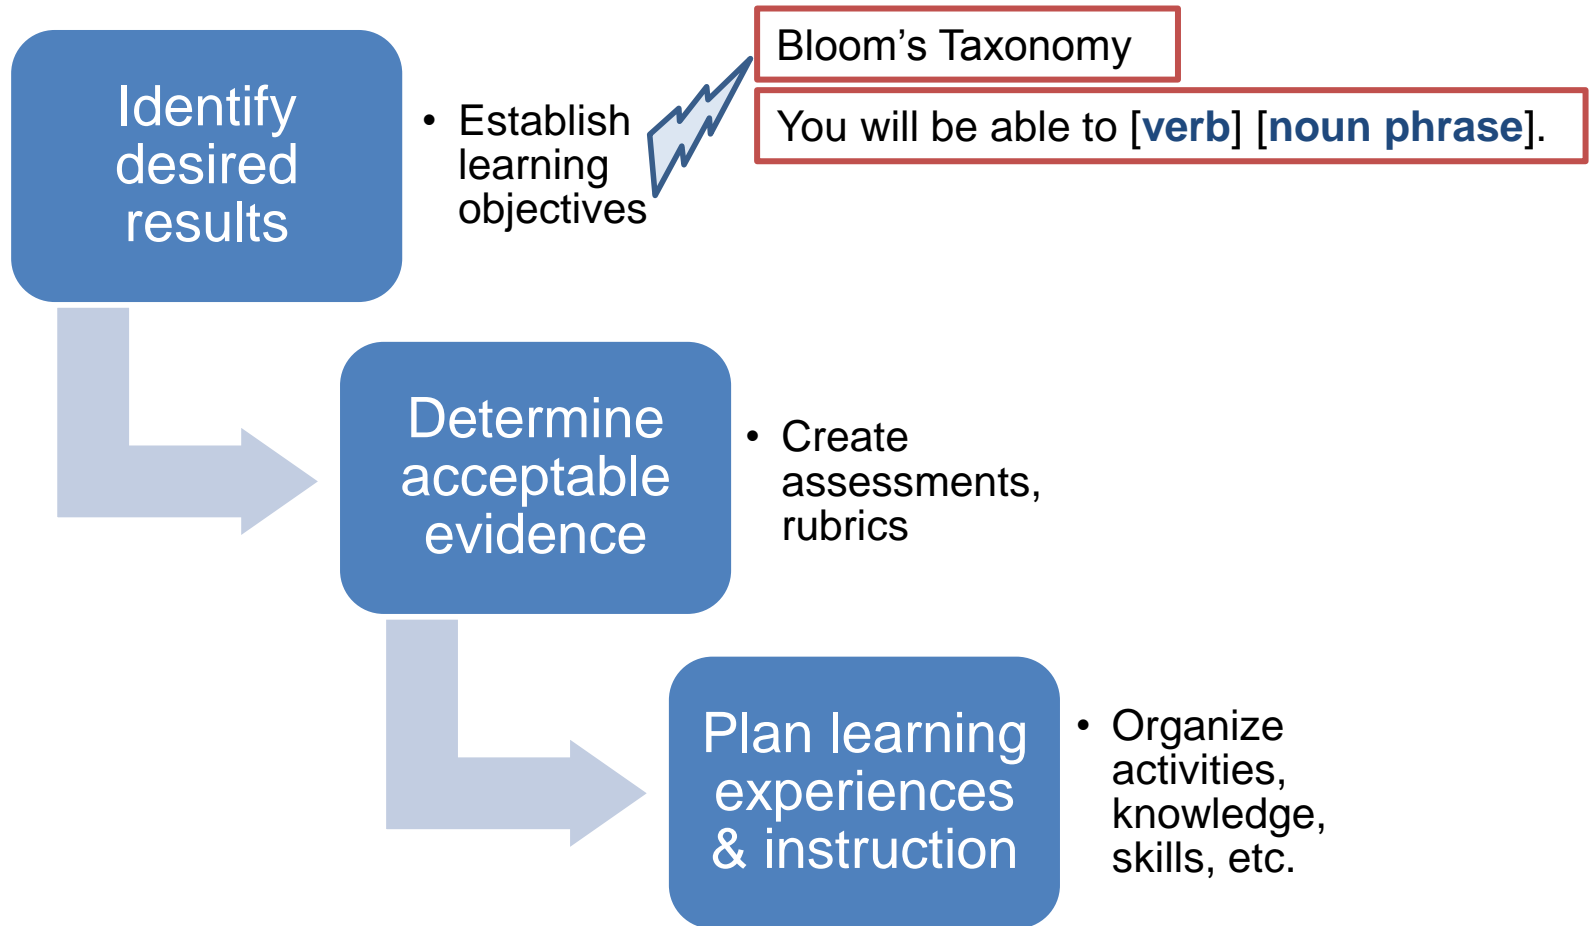 Identify
desired
results
• Establish
learning
objectives
Bloom’s Taxonomy
You will be able to [verb] [noun phrase].
Determine
acceptable
evidence
• Create
assessments,
rubrics
Plan learning
experiences
& instruction
• Organize
activities,
knowledge,
skills, etc.